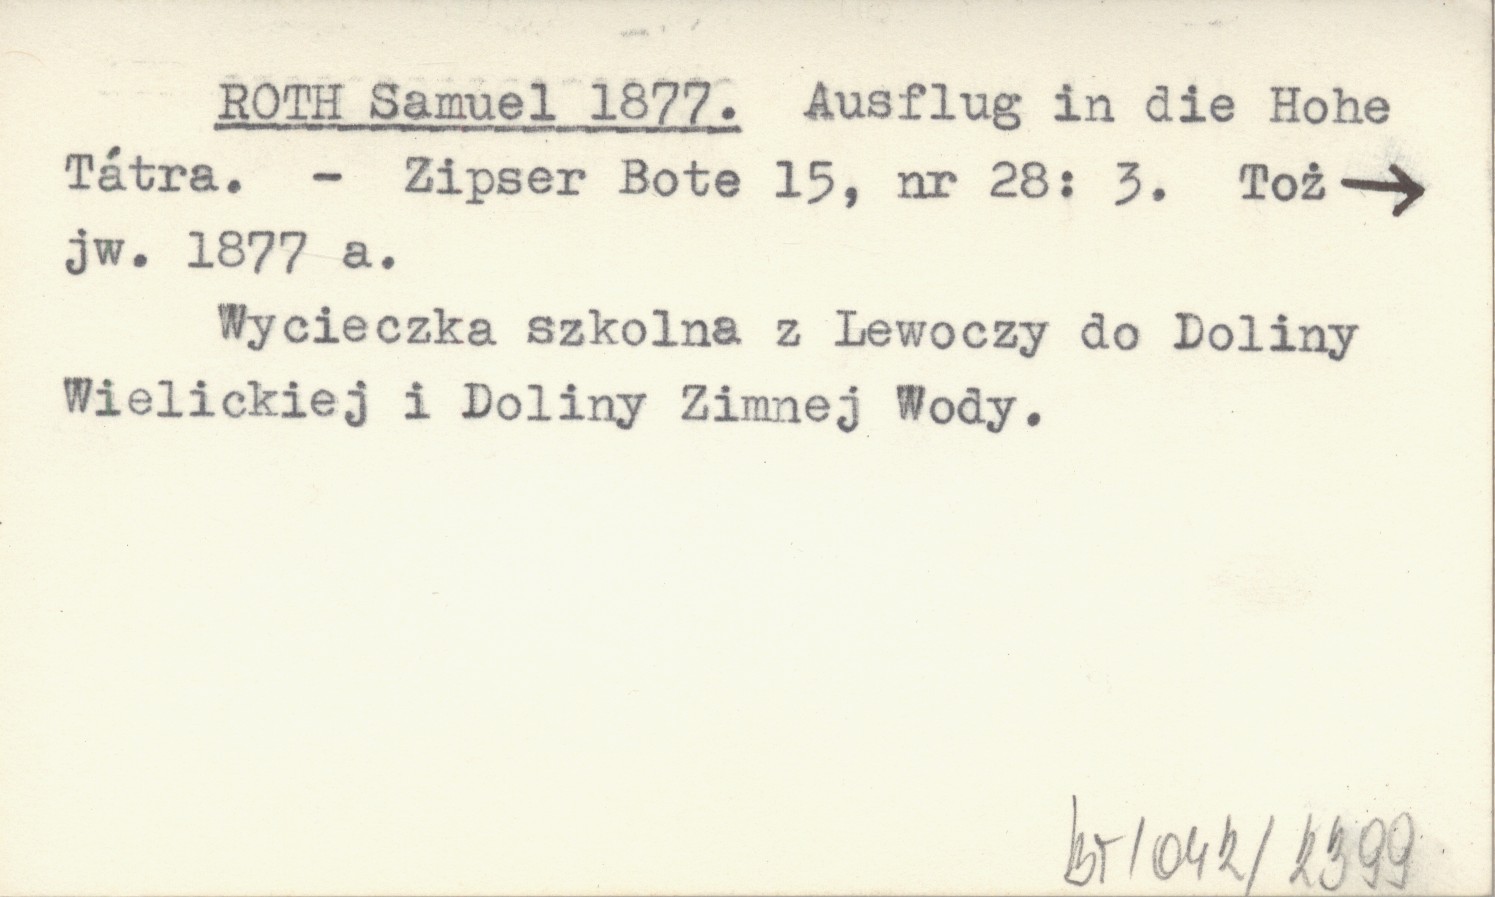 ROTH Samuel 1877. Ausflug in die Hohe
Tátra. - Zipser Bote 15, nr 28: 3. Toż →
jw. 1877 a.
Wycieczka szkolna z Lewoczy do Doliny
Wielickiej i Doliny Zimnej Wody.
BT/042/2399